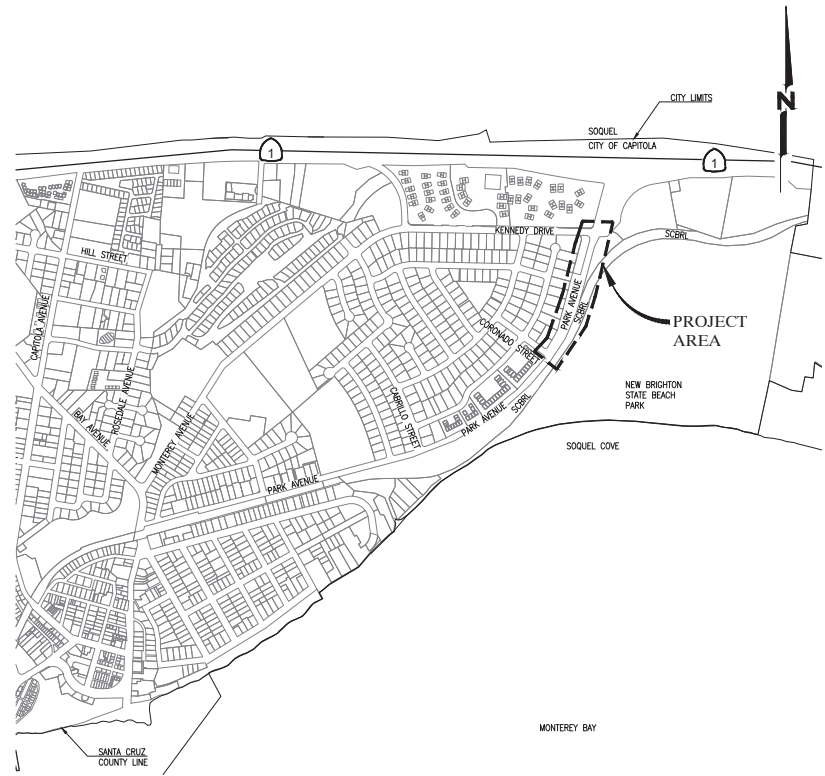 CITY LIMITS
N
SOQUEL
CITY OF CAPITOLA
1
1
KENNEDY DRIVE
SCBRL
HILL STREET
PARK AVENUE
SCBRL
CAPITOLA AVENUE
PROJECT
AREA
CORONADO STREET
ROSEDALE AVENUE
NEW BRIGHTON
STATE BEACH
PARK
CABRILLO STREET
PARK AVENUE
SCBRL
BAY AVENUE
MONTEREY AVENUE
SOQUEL COVE
PARK AVENUE
MONTEREY BAY
SANTA CRUZ
COUNTY LINE